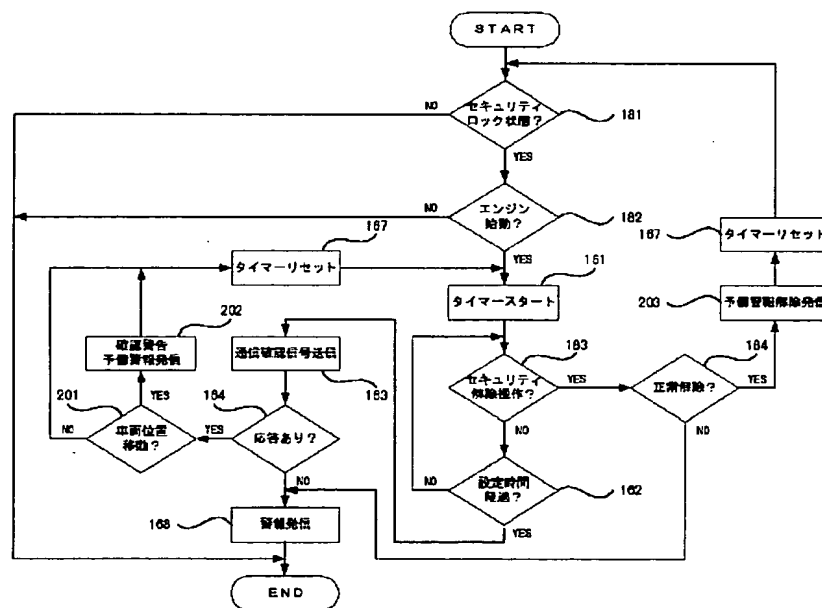 START
NO
セキュリティ
ロック状態?
181
YES
NO
エンジン
始動?
182
167
YES
167
タイマーリセット
タイマーリセット
161
タイマースタート
202
203
予備警報解除発信
確認警告
予備警報発信
通信確認信号送信
163
183
184
セキュリティ
解除操作?
YES
正常解除?
YES
201
YES
164
NO
車両位置
移動?
YES
応答あり?
NO
NO
NO
NO
設定時間
経過?
162
168
警報発信
YES
END